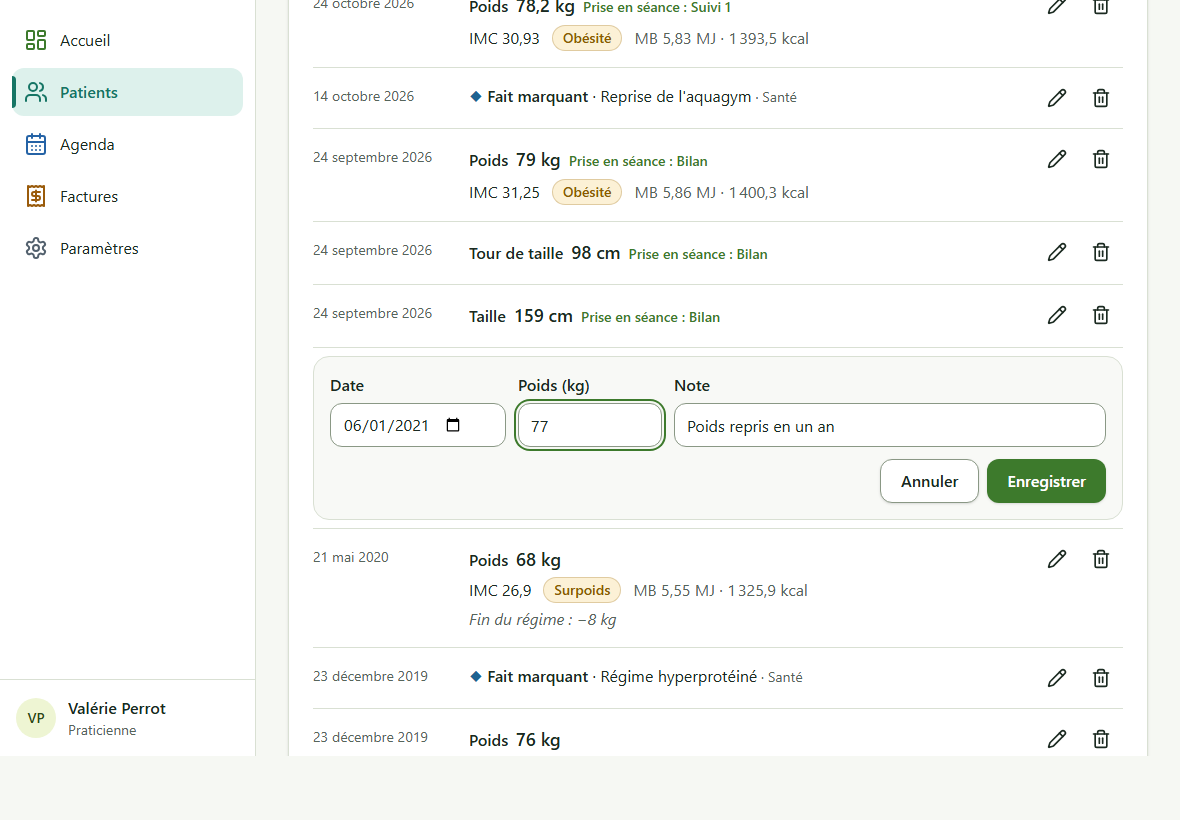 Accueil
Patients
Agenda
Factures
Paramètres
VP
Valérie Perrot
Praticienne
24 octobre 2026
Poids 78,2 kg Prise en séance : Suivi 1
IMC 30,93 Obésité MB 5,83 MJ · 1 393,5 kcal
14 octobre 2026
◆ Fait marquant · Reprise de l'aquagym · Santé
24 septembre 2026
Poids 79 kg Prise en séance : Bilan
IMC 31,25 Obésité MB 5,86 MJ · 1 400,3 kcal
24 septembre 2026
Tour de taille 98 cm Prise en séance : Bilan
24 septembre 2026
Taille 159 cm Prise en séance : Bilan
Date Poids (kg) Note
06/01/2021 77 Poids repris en un an
Annuler Enregistrer
21 mai 2020
Poids 68 kg
IMC 26,9 Surpoids MB 5,55 MJ · 1 325,9 kcal
Fin du régime : −8 kg
23 décembre 2019
◆ Fait marquant · Régime hyperprotéiné · Santé
23 décembre 2019
Poids 76 kg